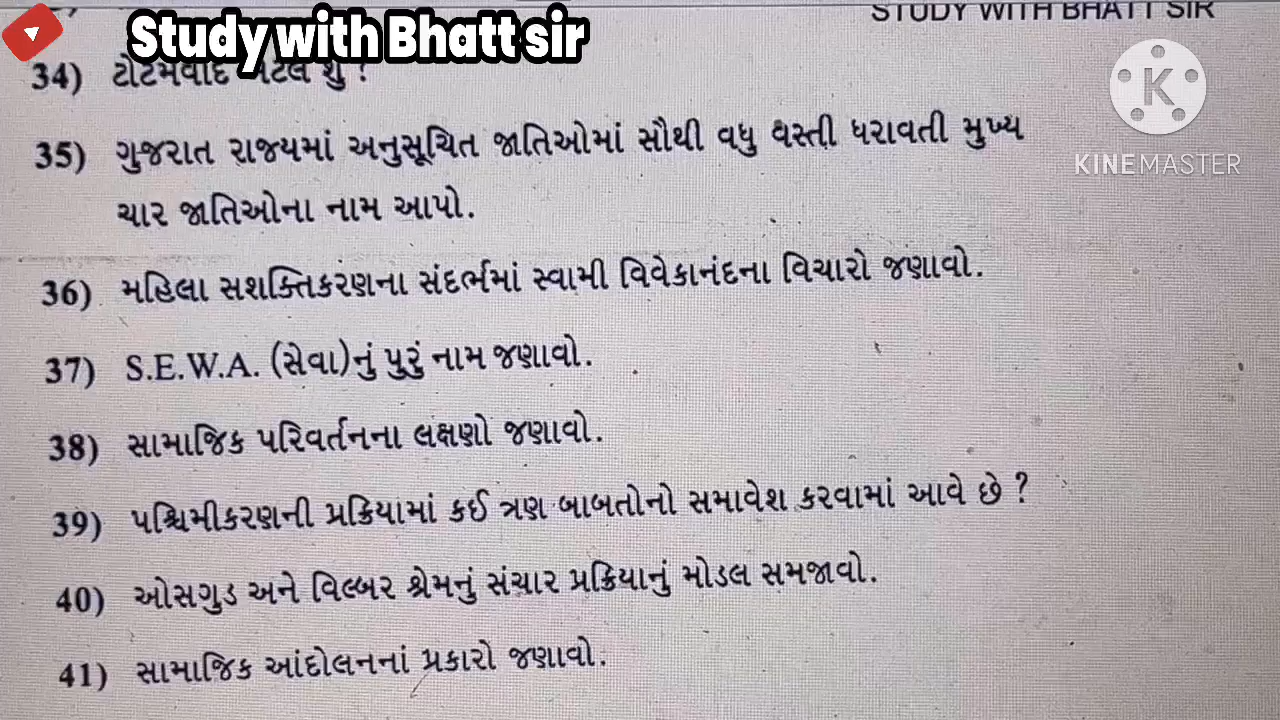 STUDY WITH BHATT SIR
Study with Bhatt sir
34) ટોટમવાદ એટલે શું ?
35) ગુજરાત રાજ્યમાં અનુસૂચિત જાતિઓમાં સૌથી વધુ વસ્તી ધરાવતી મુખ્ય
ચાર જાતિઓના નામ આપો.
KINEMASTER
36) મહિલા સશક્તિકરણના સંદર્ભમાં સ્વામી વિવેકાનંદના વિચારો જણાવો.
37) S.E.W.A. (સેવા)નું પુરું નામ જણાવો.
38) સામાજિક પરિવર્તનના લક્ષણો જણાવો.
39) પશ્ચિમીકરણની પ્રક્રિયામાં કઈ ત્રણ બાબતોનો સમાવેશ કરવામાં આવે છે ?
40) ઓસગુડ અને વિલ્બર શ્રેમનું સંચાર પ્રક્રિયાનું મોડલ સમજાવો.
41) સામાજિક આંદોલનનાં પ્રકારો જણાવો.